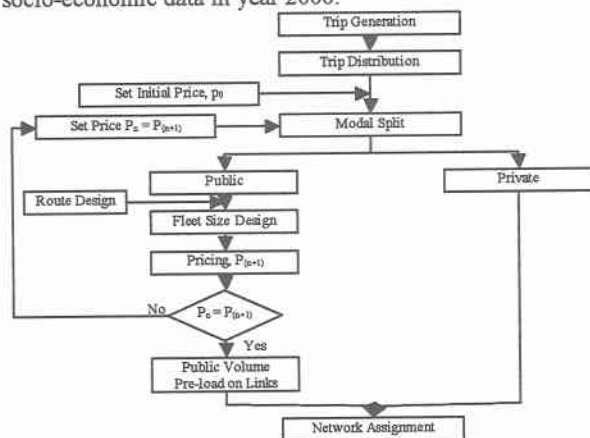 socio-economic data in year 2006.
Trip Generation
Trip Distribution
Set Initial Price, p₀
Set Price Pₙ = P₍ₙ₊₁₎
Modal Split
Public
Private
Route Design
Fleet Size Design
Pricing, P₍ₙ₊₁₎
No
Pₙ = P₍ₙ₊₁₎
Yes
Public Volume
Pre-load on Links
Network Assignment